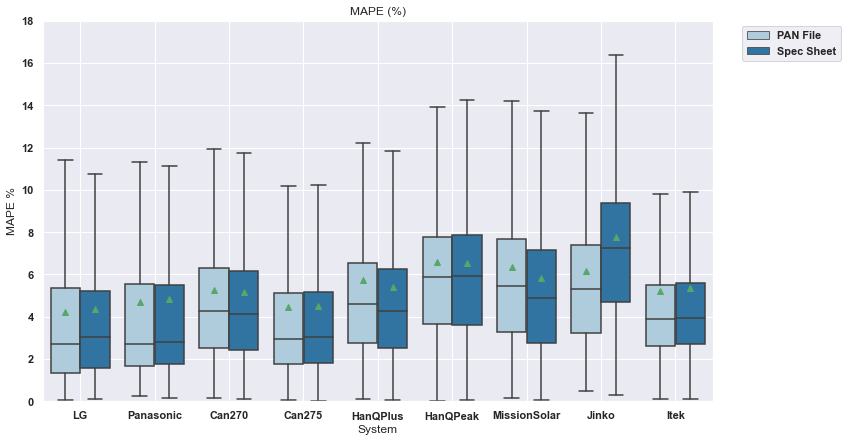 MAPE (%)
PAN File
Spec Sheet
MAPE %
18
16
14
12
10
8
6
4
2
0
LG Panasonic Can270 Can275 HanQPlus HanQPeak MissionSolar Jinko Itek
System